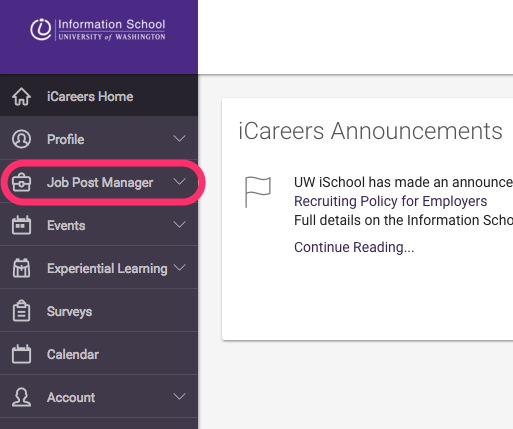 Information School
UNIVERSITY of WASHINGTON
iCareers Home
Profile
Job Post Manager
Events
Experiential Learning
Surveys
Calendar
Account
iCareers Announcements
UW iSchool has made an announce
Recruiting Policy for Employers
Full details on the Information Scho
Continue Reading...